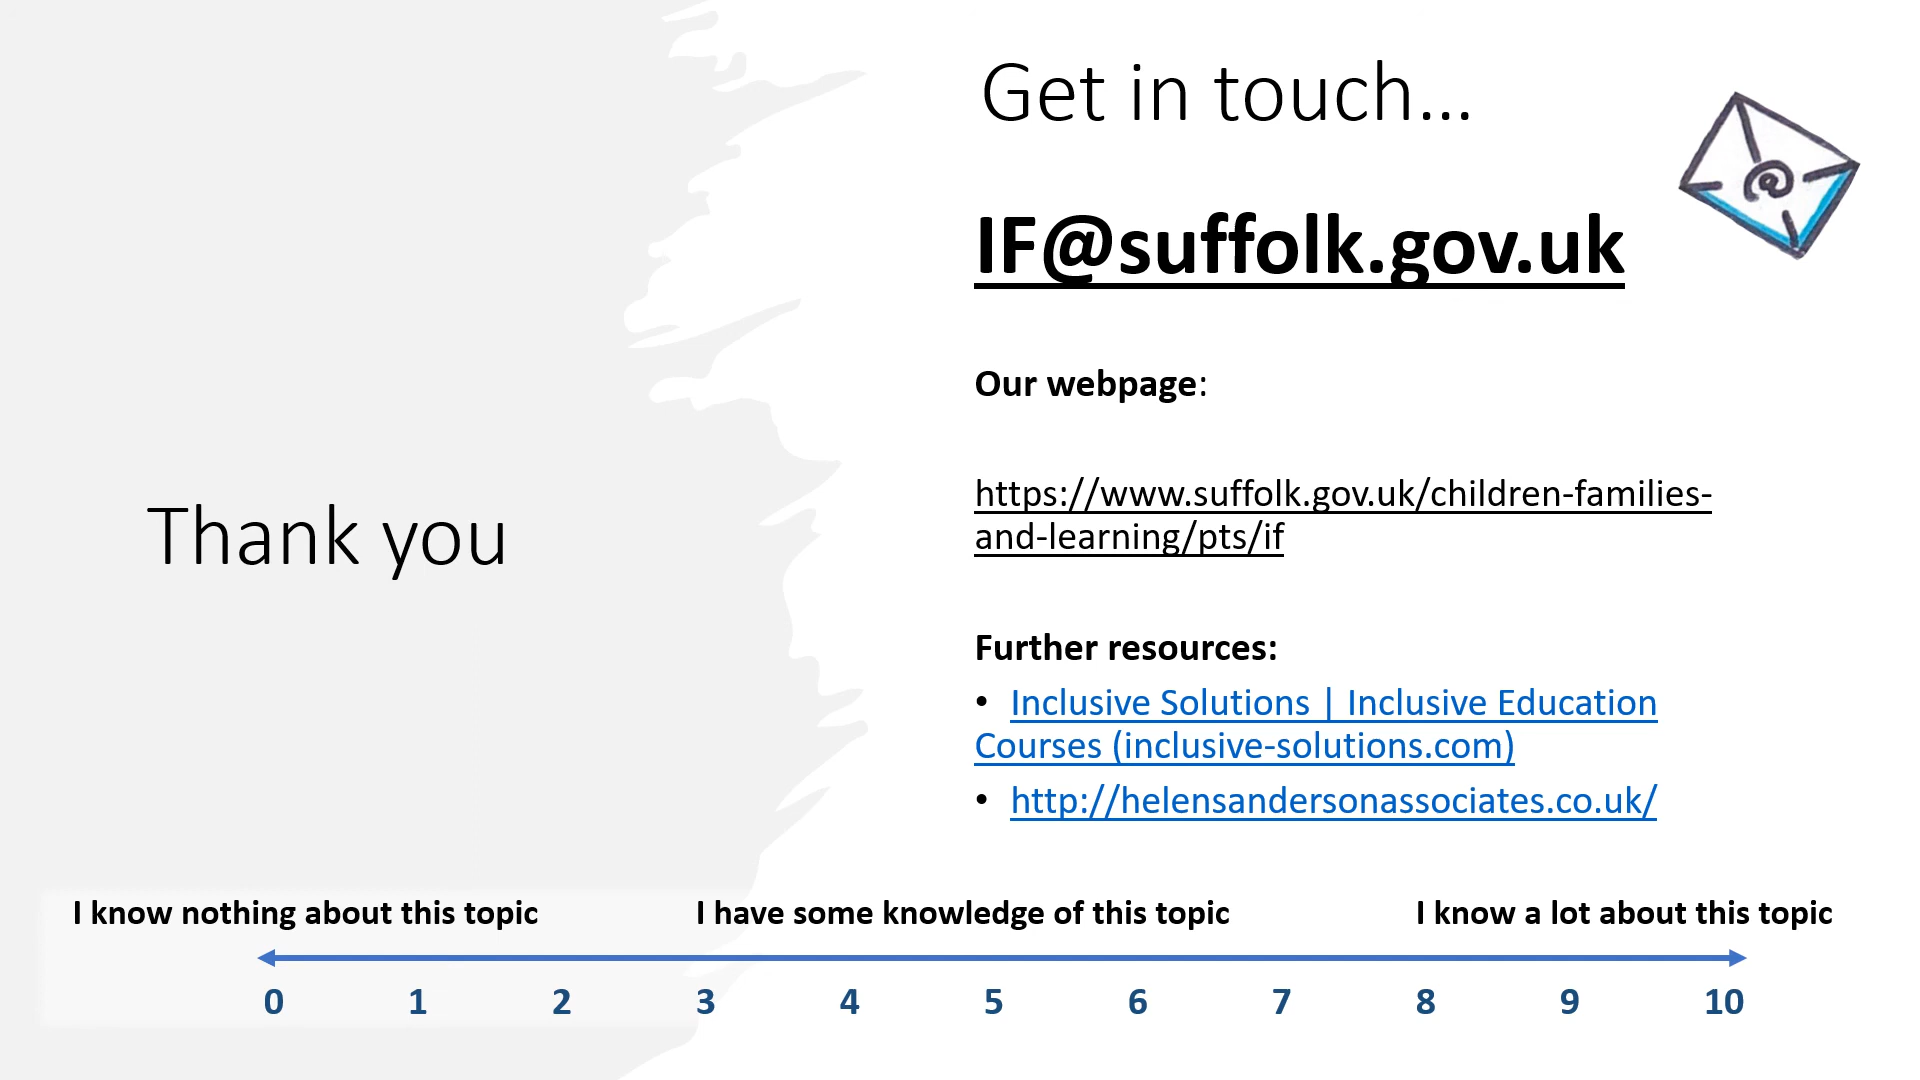 Thank you
Get in touch…
@
IF@suffolk.gov.uk
Our webpage:
https://www.suffolk.gov.uk/children-families-
and-learning/pts/if
Further resources:
• Inclusive Solutions | Inclusive Education
Courses (inclusive-solutions.com)
• http://helensandersonassociates.co.uk/
I know nothing about this topic I have some knowledge of this topic I know a lot about this topic
0 1 2 3 4 5 6 7 8 9 10